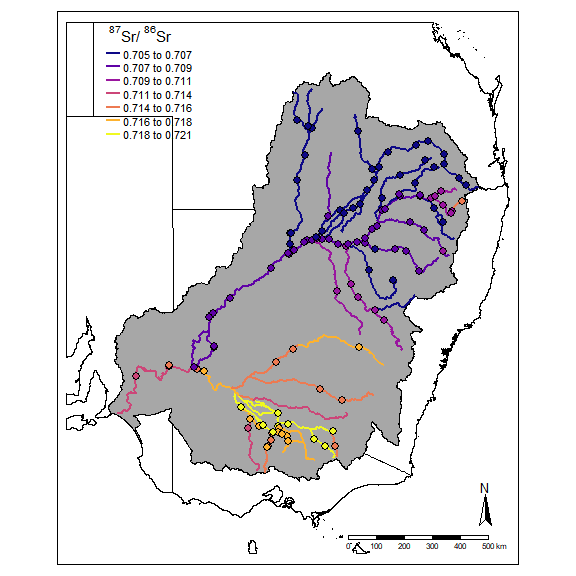 87Sr/ 86Sr
0.705 to 0.707
0.707 to 0.709
0.709 to 0.711
0.711 to 0.714
0.714 to 0.716
0.716 to 0.718
0.718 to 0.721
N
0 100 200 300 400 500 km